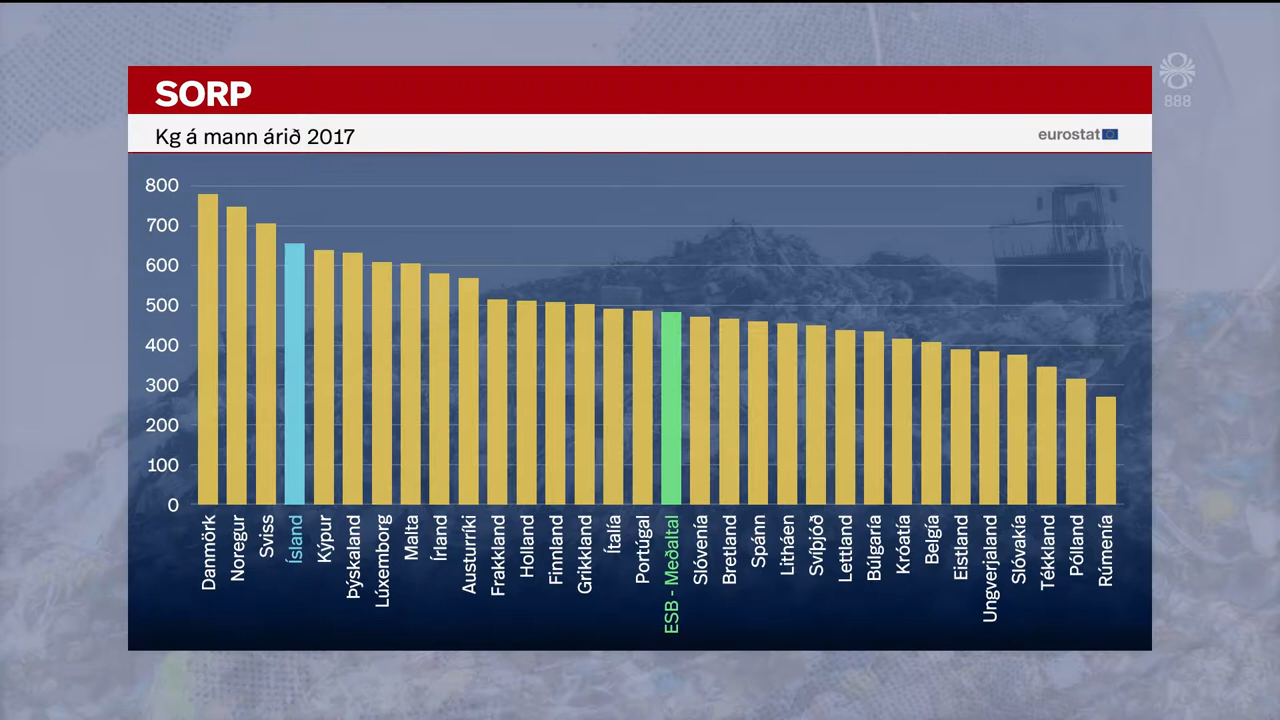 SORP
888
Kg á mann árið 2017
eurostat
800
700
600
500
400
300
200
100
0
Danmörk
Noregur
Sviss
Ísland
Kýpur
Þýskaland
Lúxemborg
Malta
Írland
Austurríki
Frakkland
Holland
Finnland
Grikkland
Ítalía
Portúgal
ESB - Meðaltal
Slóvenía
Bretland
Spánn
Litháen
Svíþjóð
Lettland
Búlgaría
Króatía
Belgía
Eistland
Ungverjaland
Slóvakía
Tékkland
Pólland
Rúmenía